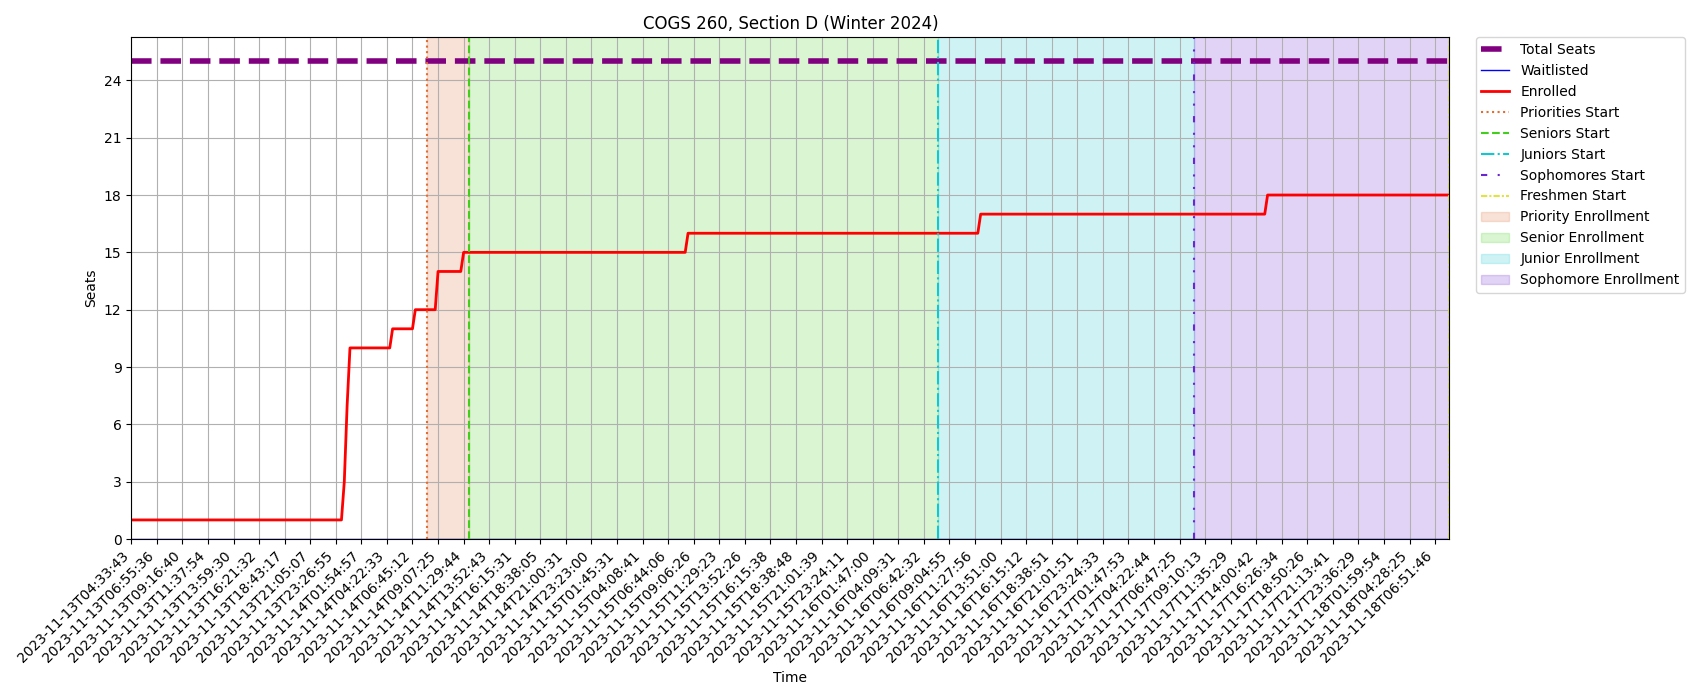 COGS 260, Section D (Winter 2024)
Total Seats
Waitlisted
Enrolled
Priorities Start
Seniors Start
Juniors Start
Sophomores Start
Freshmen Start
Priority Enrollment
Senior Enrollment
Junior Enrollment
Sophomore Enrollment
Seats
24
21
18
15
12
9
6
3
0
2023-11-13T04:33:43
2023-11-13T06:55:36
2023-11-13T09:16:40
2023-11-13T11:37:54
2023-11-13T13:59:30
2023-11-13T16:21:32
2023-11-13T18:43:17
2023-11-13T21:05:07
2023-11-13T23:26:55
2023-11-14T01:54:57
2023-11-14T04:22:33
2023-11-14T06:45:12
2023-11-14T09:07:25
2023-11-14T11:29:44
2023-11-14T13:52:43
2023-11-14T16:15:31
2023-11-14T18:38:05
2023-11-14T21:00:31
2023-11-14T23:23:00
2023-11-15T01:45:31
2023-11-15T04:08:41
2023-11-15T06:44:06
2023-11-15T09:06:26
2023-11-15T11:29:23
2023-11-15T13:52:26
2023-11-15T16:15:38
2023-11-15T18:38:48
2023-11-15T21:01:39
2023-11-15T23:24:11
2023-11-16T01:47:00
2023-11-16T04:09:31
2023-11-16T06:42:32
2023-11-16T09:04:55
2023-11-16T11:27:56
2023-11-16T13:51:00
2023-11-16T16:15:12
2023-11-16T18:38:51
2023-11-16T21:01:51
2023-11-16T23:24:33
2023-11-17T01:47:53
2023-11-17T04:22:44
2023-11-17T06:47:25
2023-11-17T09:10:13
2023-11-17T11:35:29
2023-11-17T14:00:42
2023-11-17T16:26:34
2023-11-17T18:50:26
2023-11-17T21:13:41
2023-11-17T23:36:29
2023-11-18T01:59:54
2023-11-18T04:28:25
2023-11-18T06:51:46
Time